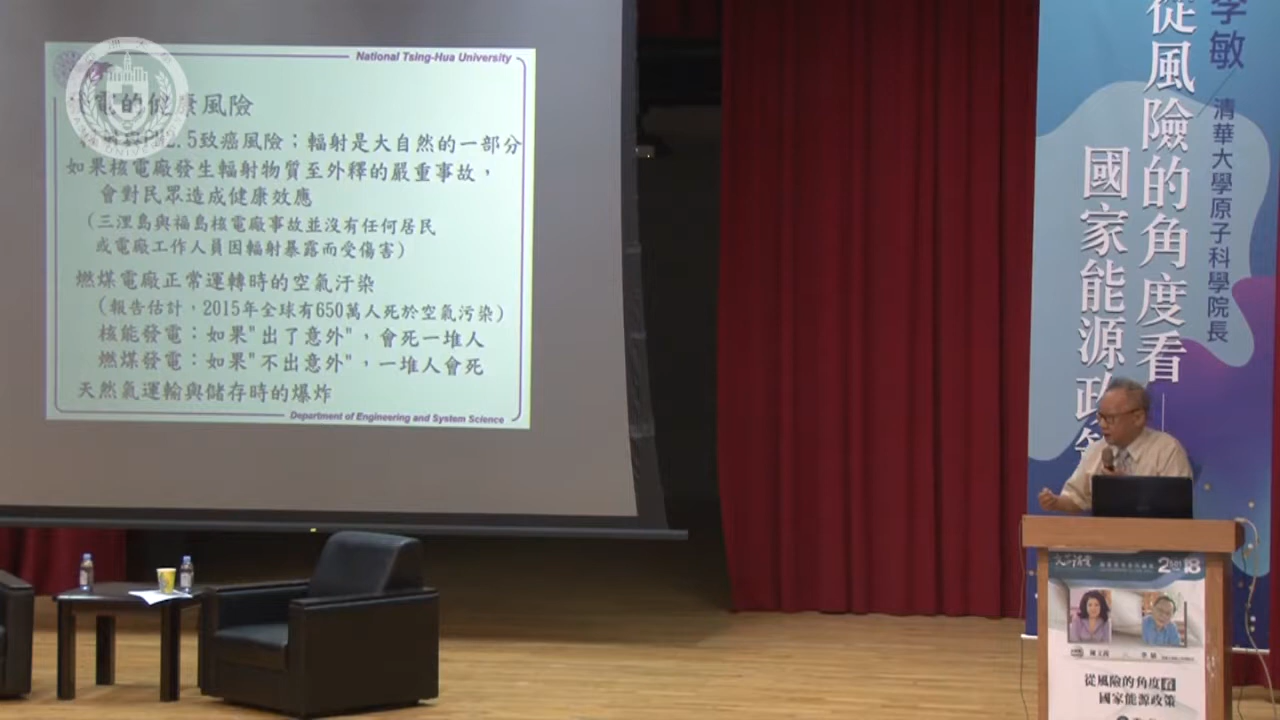 National Tsing-Hua University
電的健康風險
2.5致癌風險；輻射是大自然的一部分
如果核電廠發生輻射物質至外釋的嚴重事故，
會對民眾造成健康效應
（三浬島與福島核電廠事故並沒有任何居民
或電廠工作人員因輻射暴露而受傷害）
燃煤電廠正常運轉時的空氣汙染
（報告估計，2015年全球有650萬人死於空氣污染）
核能發電：如果"出了意外"，會死一堆人
燃煤發電：如果"不出意外"，一堆人會死
天然氣運輸與儲存時的爆炸
Department of Engineering and System Science
李敏
清華大學原子科學院長
從風險的角度看
國家能源政
從風險的角度看
國家能源政策